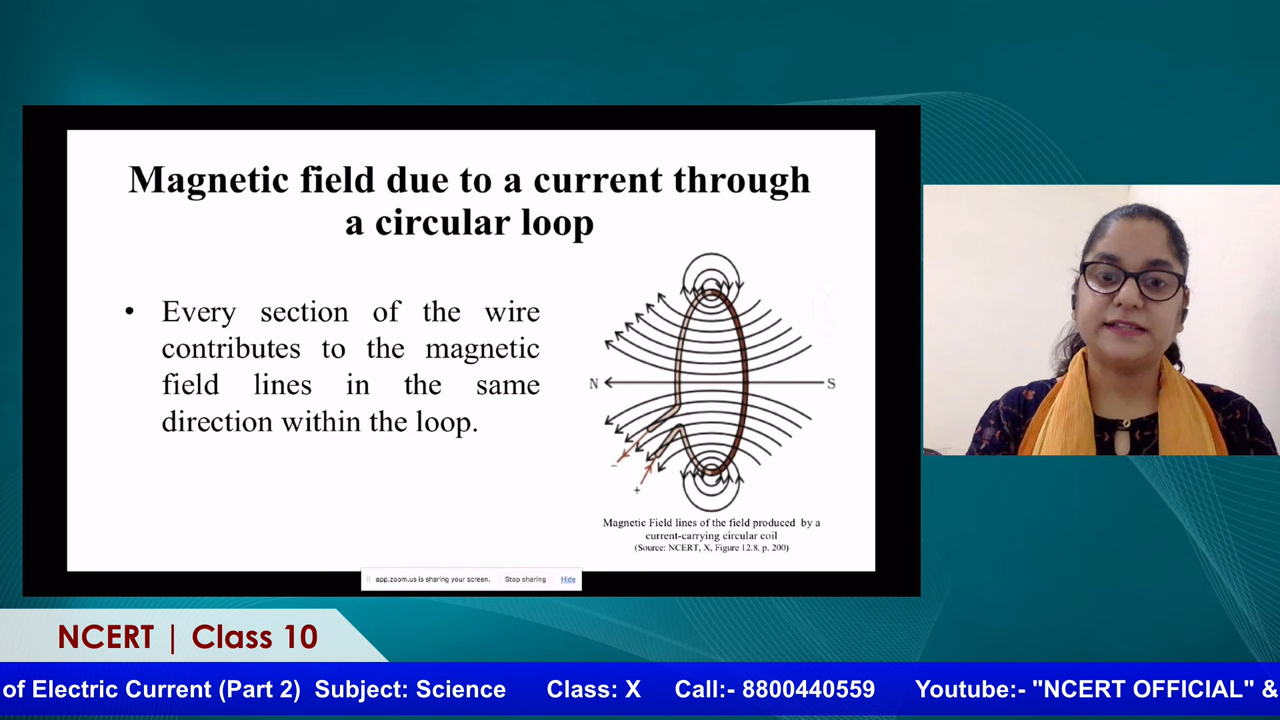 Magnetic field due to a current through
a circular loop
• Every section of the wire
contributes to the magnetic
field lines in the same
direction within the loop.
N
S
–
+
Magnetic Field lines of the field produced by a
current-carrying circular coil
(Source: NCERT, X, Figure 12.8, p. 200)
app.zoom.us is sharing your screen. Stop sharing Hide
NCERT | Class 10
of Electric Current (Part 2) Subject: Science Class: X Call:- 8800440559 Youtube:- "NCERT OFFICIAL" &